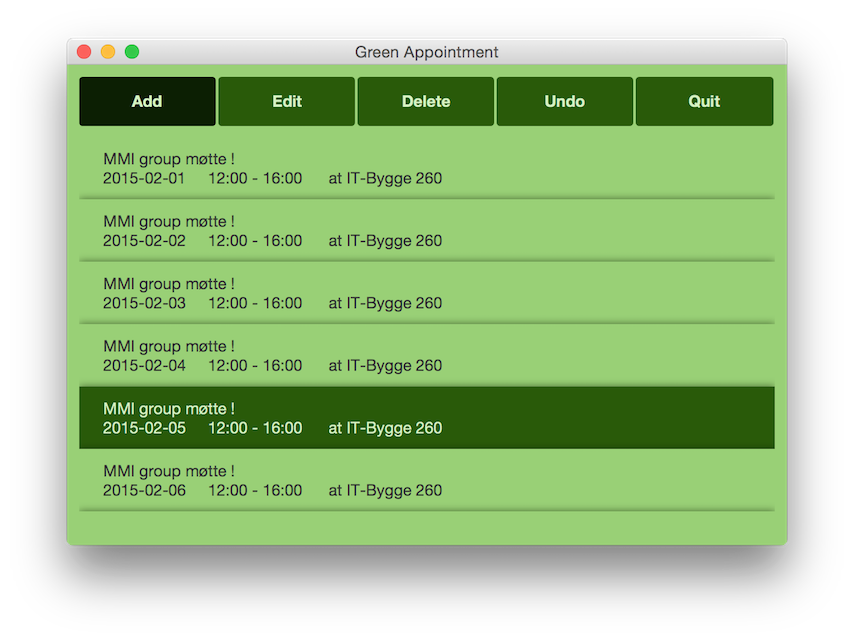 Green Appointment
Add Edit Delete Undo Quit
MMI group møtte !
2015-02-01 12:00 - 16:00 at IT-Bygge 260
MMI group møtte !
2015-02-02 12:00 - 16:00 at IT-Bygge 260
MMI group møtte !
2015-02-03 12:00 - 16:00 at IT-Bygge 260
MMI group møtte !
2015-02-04 12:00 - 16:00 at IT-Bygge 260
MMI group møtte !
2015-02-05 12:00 - 16:00 at IT-Bygge 260
MMI group møtte !
2015-02-06 12:00 - 16:00 at IT-Bygge 260